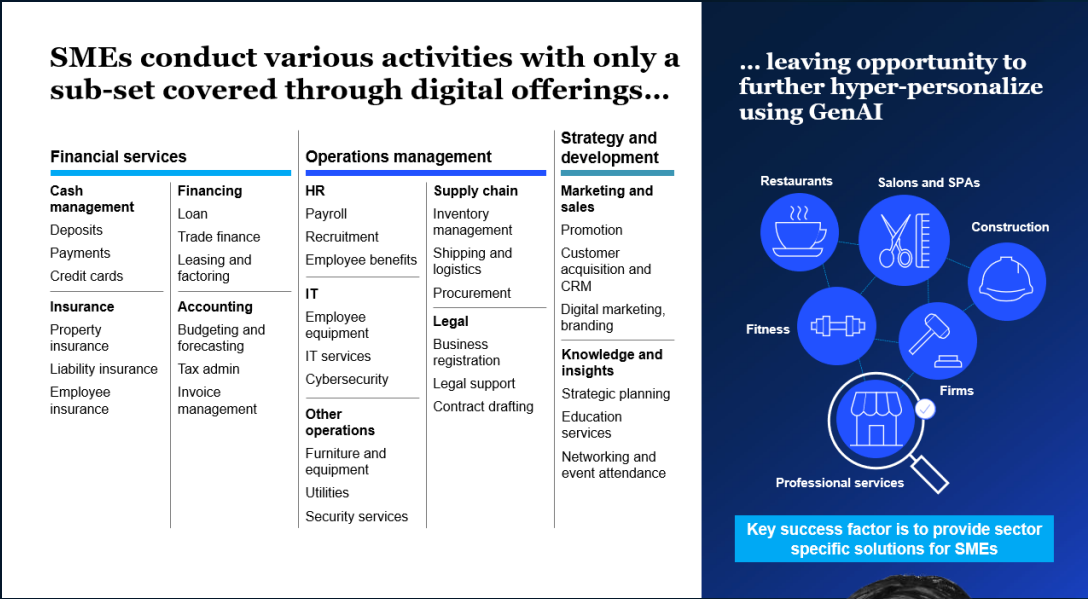 SMEs conduct various activities with only a
sub-set covered through digital offerings...
Financial services
Cash
management
Deposits
Payments
Credit cards
Insurance
Property
insurance
Liability insurance
Employee
insurance
Financing
Loan
Trade finance
Leasing and
factoring
Accounting
Budgeting and
forecasting
Tax admin
Invoice
management
Operations management
HR
Payroll
Recruitment
Employee benefits
IT
Employee
equipment
IT services
Cybersecurity
Other
operations
Furniture and
equipment
Utilities
Security services
Supply chain
Inventory
management
Shipping and
logistics
Procurement
Legal
Business
registration
Legal support
Contract drafting
Strategy and
development
Marketing and
sales
Promotion
Customer
acquisition and
CRM
Digital marketing,
branding
Knowledge and
insights
Strategic planning
Education
services
Networking and
event attendance
... leaving opportunity to
further hyper-personalize
using GenAI
Restaurants
Salons and SPAs
Construction
Fitness
Firms
Professional services
Key success factor is to provide sector
specific solutions for SMEs